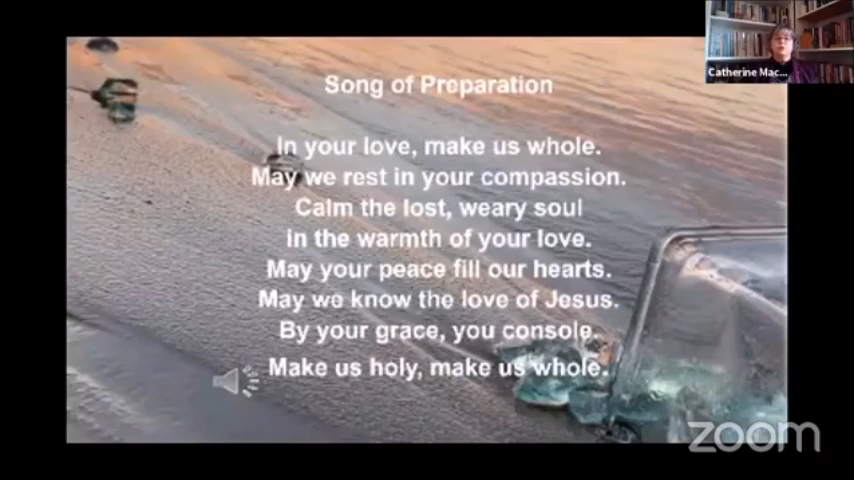 Catherine Mac...
Song of Preparation
In your love, make us whole.
May we rest in your compassion.
Calm the lost, weary soul
in the warmth of your love.
May your peace fill our hearts.
May we know the love of Jesus.
By your grace, you console.
Make us holy, make us whole.
zoom